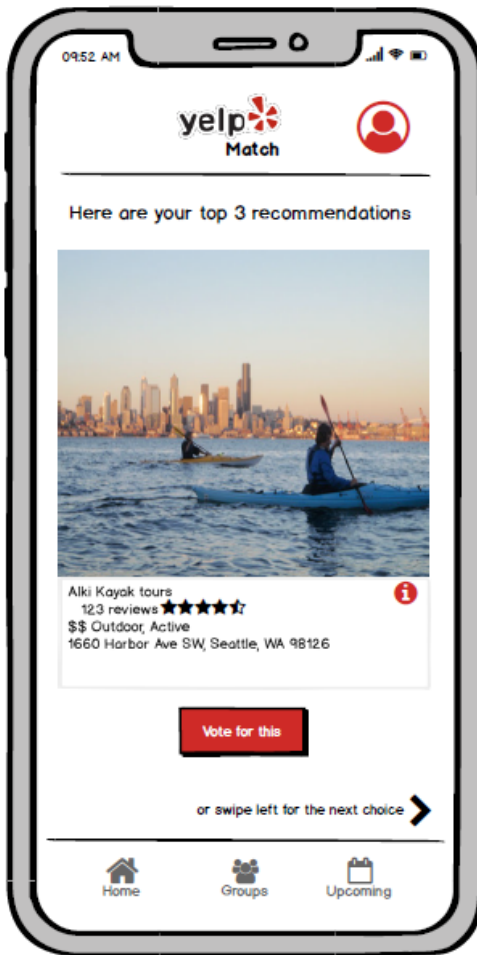 09:52 AM
yelp
Match
Here are your top 3 recommendations
Alki Kayak tours
123 reviews
$$ Outdoor, Active
1660 Harbor Ave SW, Seattle, WA 98126
Vote for this
or swipe left for the next choice
Home Groups Upcoming